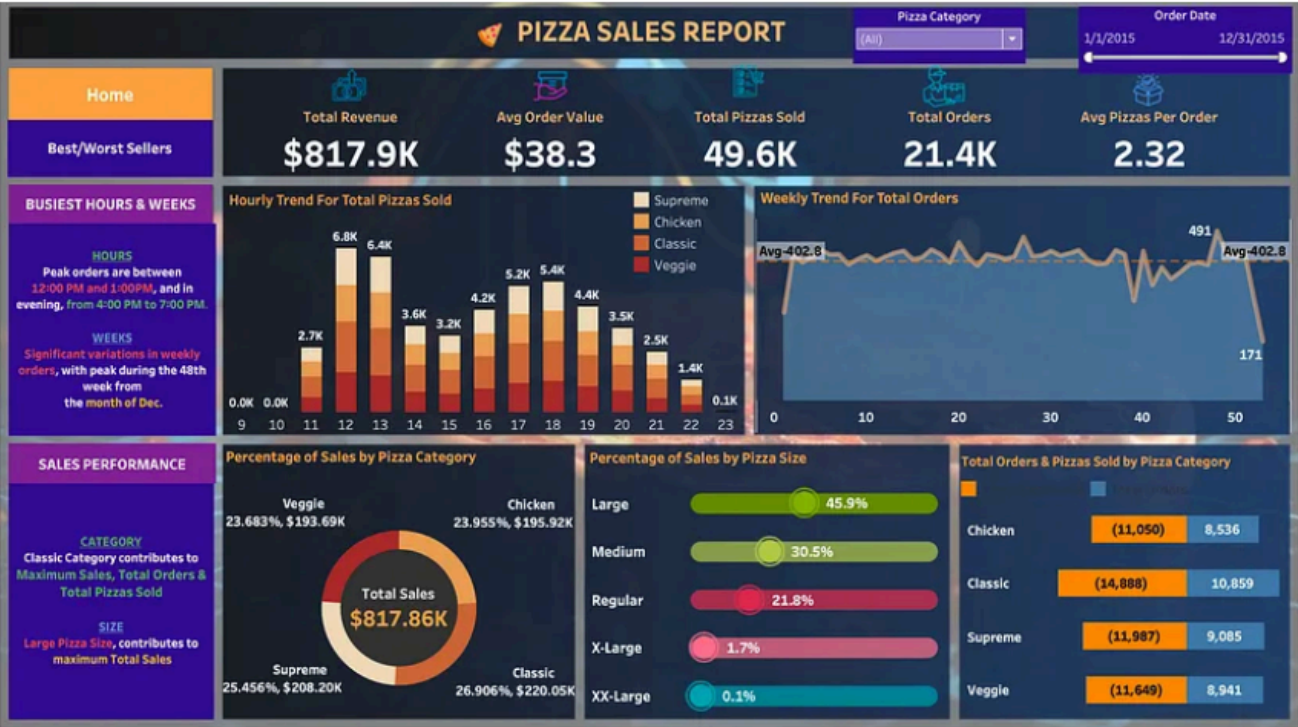 PIZZA SALES REPORT
Pizza Category
(All)
Order Date
1/1/2015
12/31/2015
Home
Best/Worst Sellers
Total Revenue
$817.9K
Avg Order Value
$38.3
Total Pizzas Sold
49.6K
Total Orders
21.4K
Avg Pizzas Per Order
2.32
BUSIEST HOURS & WEEKS
HOURS
Peak orders are between
12:00 PM and 1:00PM, and in
evening, from 4:00 PM to 7:00 PM.
WEEKS
Significant variations in weekly
orders, with peak during the 48th
week from
the month of Dec.
Hourly Trend For Total Pizzas Sold
Supreme
Chicken
Classic
Veggie
0.0K
0.0K
2.7K
6.8K
6.4K
3.6K
3.2K
4.2K
5.2K
5.4K
4.4K
3.5K
2.5K
1.4K
0.1K
9 10 11 12 13 14 15 16 17 18 19 20 21 22 23
Weekly Trend For Total Orders
Avg-402.8
491
Avg-402.8
171
0 10 20 30 40 50
SALES PERFORMANCE
CATEGORY
Classic Category contributes to
Maximum Sales, Total Orders &
Total Pizzas Sold
SIZE
Large Pizza Size, contributes to
maximum Total Sales
Percentage of Sales by Pizza Category
Veggie
23.683%, $193.69K
Chicken
23.955%, $195.92K
Total Sales
$817.86K
Supreme
25.456%, $208.20K
Classic
26.906%, $220.05K
Percentage of Sales by Pizza Size
Large 45.9%
Medium 30.5%
Regular 21.8%
X-Large 1.7%
XX-Large 0.1%
Total Orders & Pizzas Sold by Pizza Category
Chicken (11,050) 8,536
Classic (14,888) 10,859
Supreme (11,987) 9,085
Veggie (11,649) 8,941